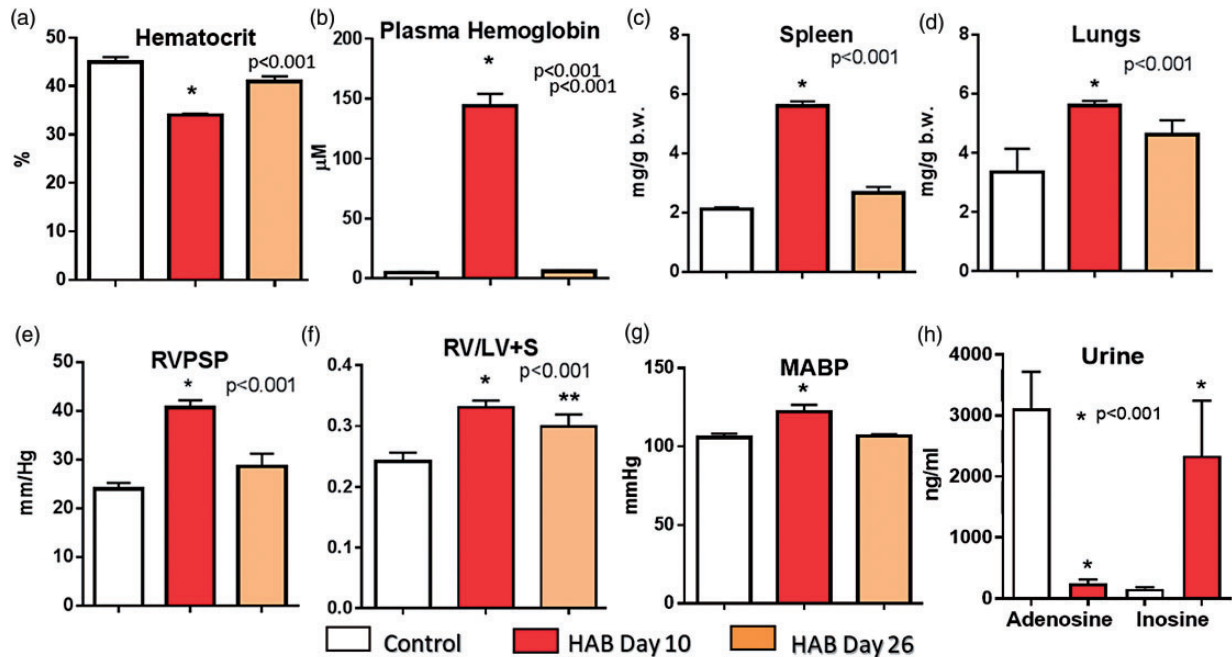 (a)
Hematocrit
p<0.001
*
50
40
30
20
10
0
%
(b)
Plasma Hemoglobin
*
p<0.001
p<0.001
200
150
100
50
0
µM
(c)
Spleen
p<0.001
*
8
6
4
2
0
mg/g b.w.
(d)
Lungs
*
p<0.001
8
6
4
2
0
mg/g b.w.
(e)
RVPSP
*
p<0.001
50
40
30
20
10
0
mm/Hg
(f)
RV/LV+S
p<0.001
*
**
0.4
0.3
0.2
0.1
0.0
(g)
MABP
*
150
100
50
0
mmHg
(h)
Urine
*
* p<0.001
*
4000
3000
2000
1000
0
ng/ml
Adenosine Inosine
Control HAB Day 10 HAB Day 26